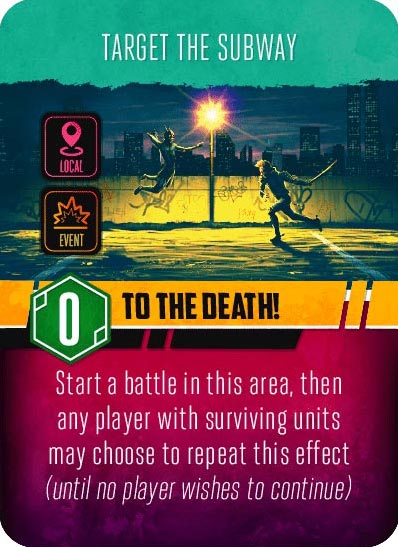 TARGET THE SUBWAY
LOCAL
EVENT
0
TO THE DEATH!
Start a battle in this area, then
any player with surviving units
may choose to repeat this effect
(until no player wishes to continue)